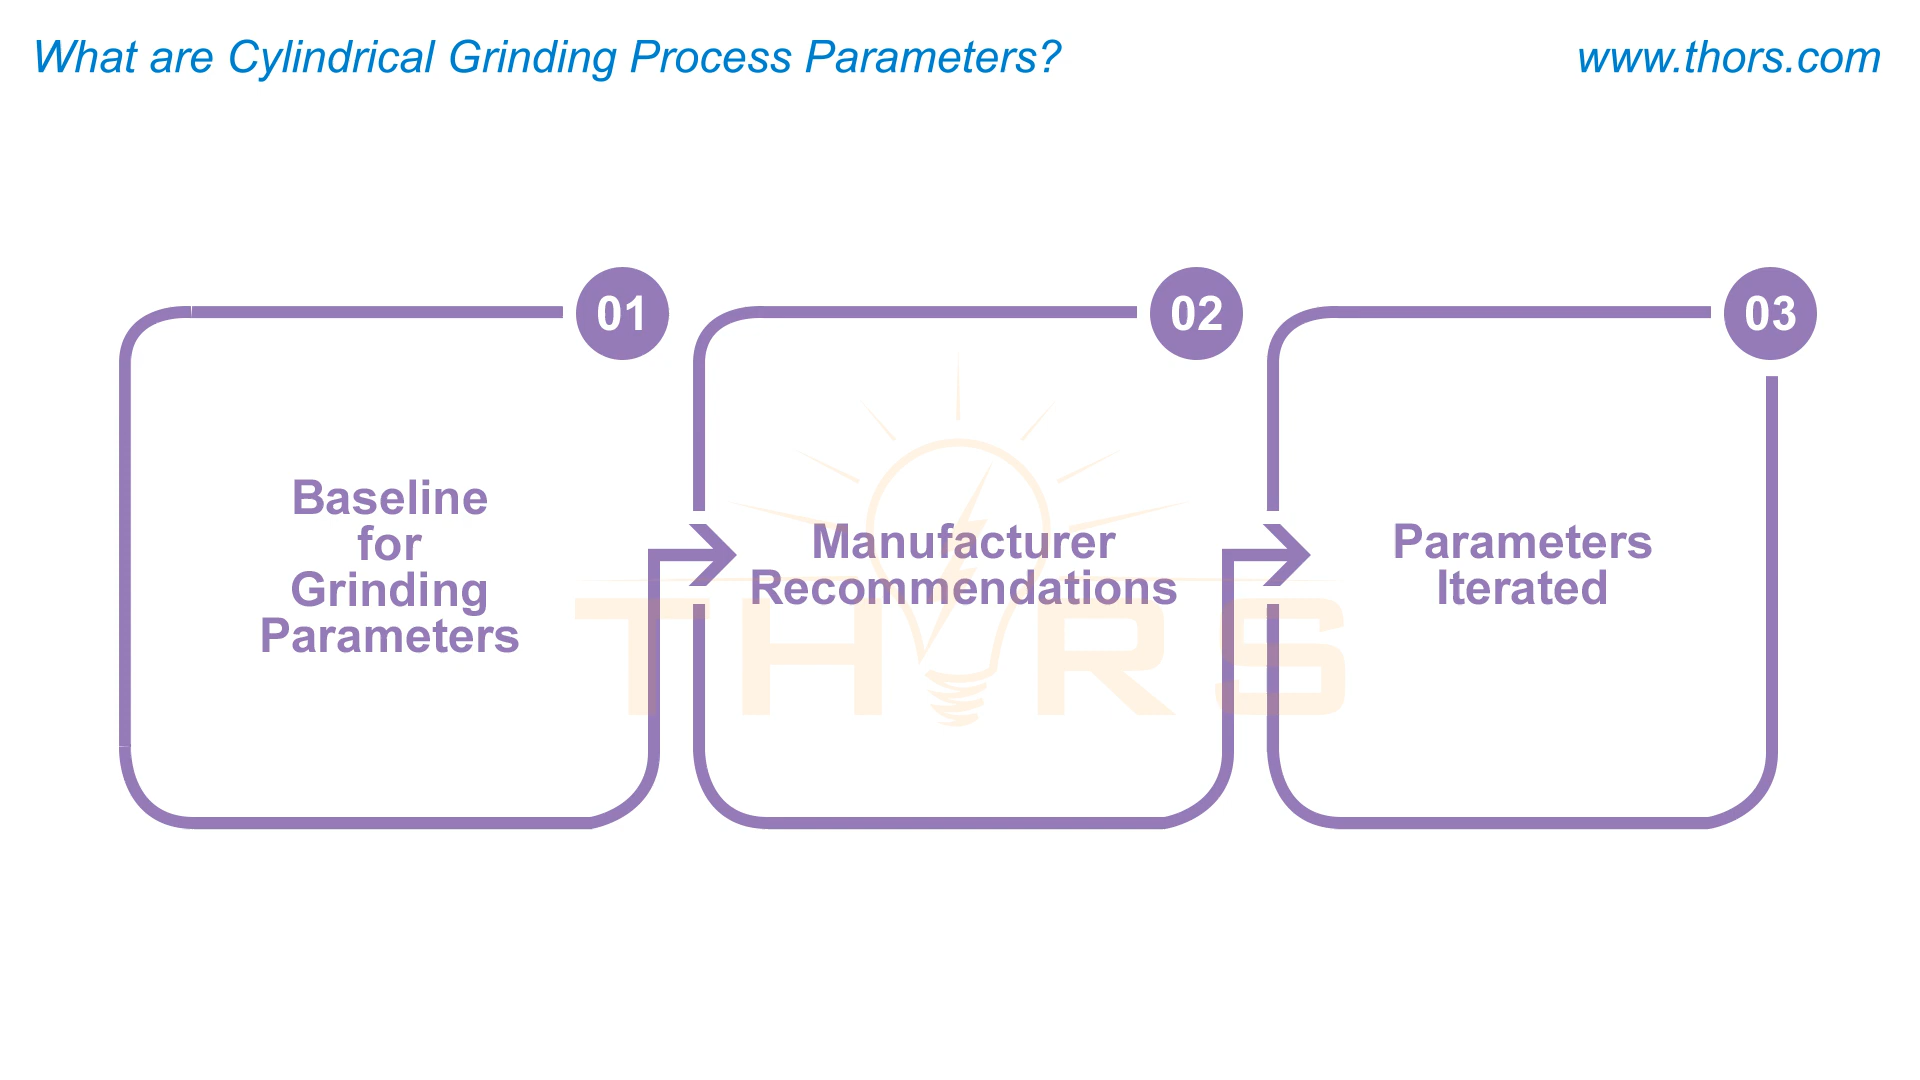 What are Cylindrical Grinding Process Parameters?
www.thors.com
01
Baseline
for
Grinding
Parameters
02
Manufacturer
Recommendations
03
Parameters
Iterated
THORS